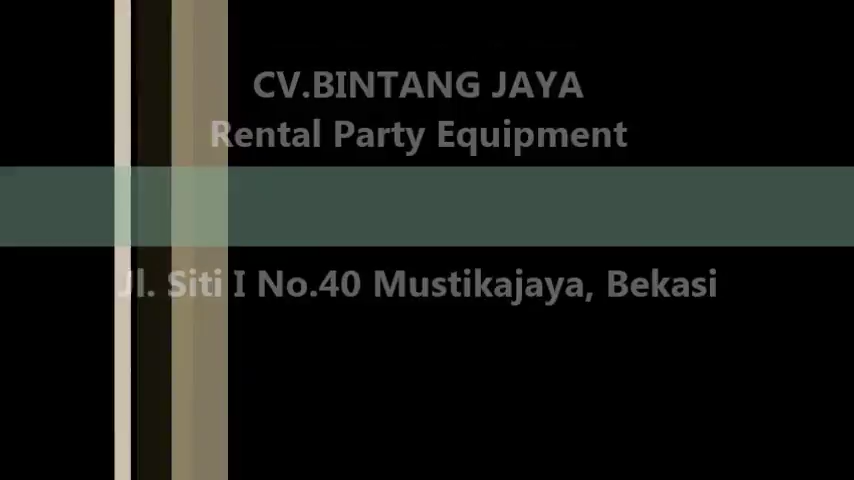 CV.BINTANG JAYA
Rental Party Equipment
Jl. Siti I No.40 Mustikajaya, Bekasi